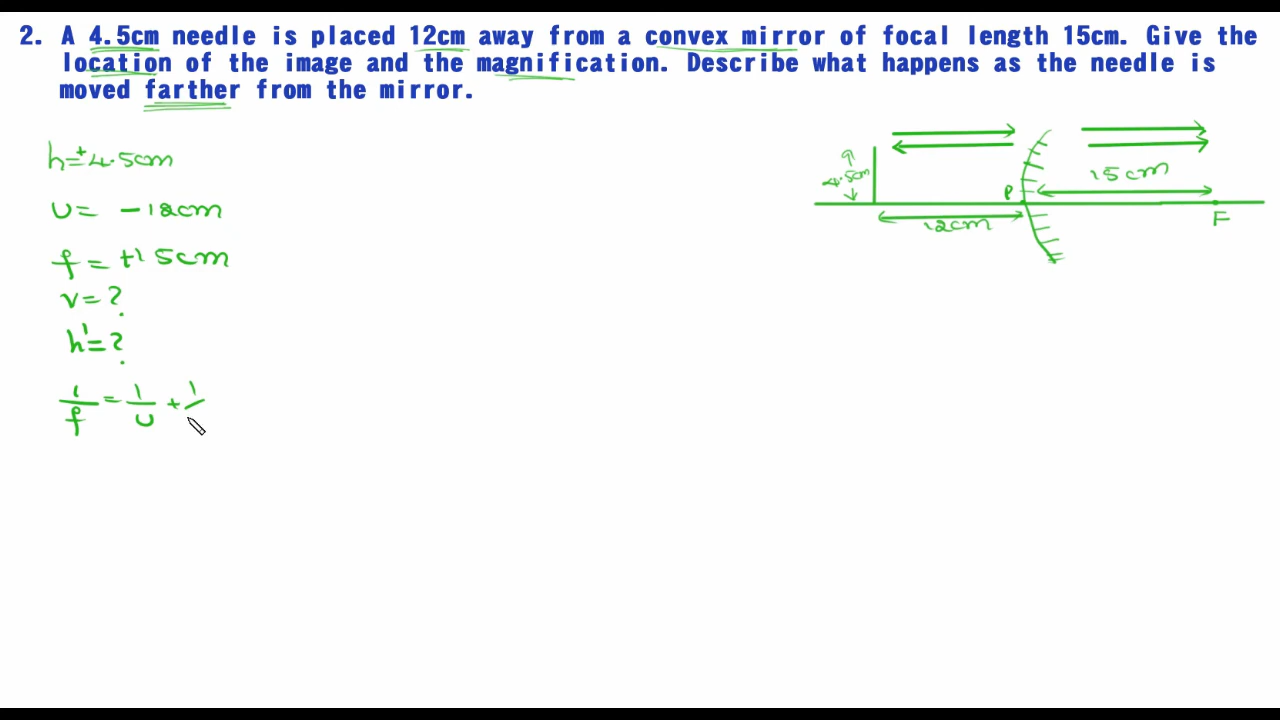 2. A 4.5cm needle is placed 12cm away from a convex mirror of focal length 15cm. Give the
location of the image and the magnification. Describe what happens as the needle is
moved farther from the mirror.
h=+4.5cm
u= -12cm
f = +15cm
v=?
h'=?
1/f = 1/u + 1/
4.5cm
12cm
P
15cm
F